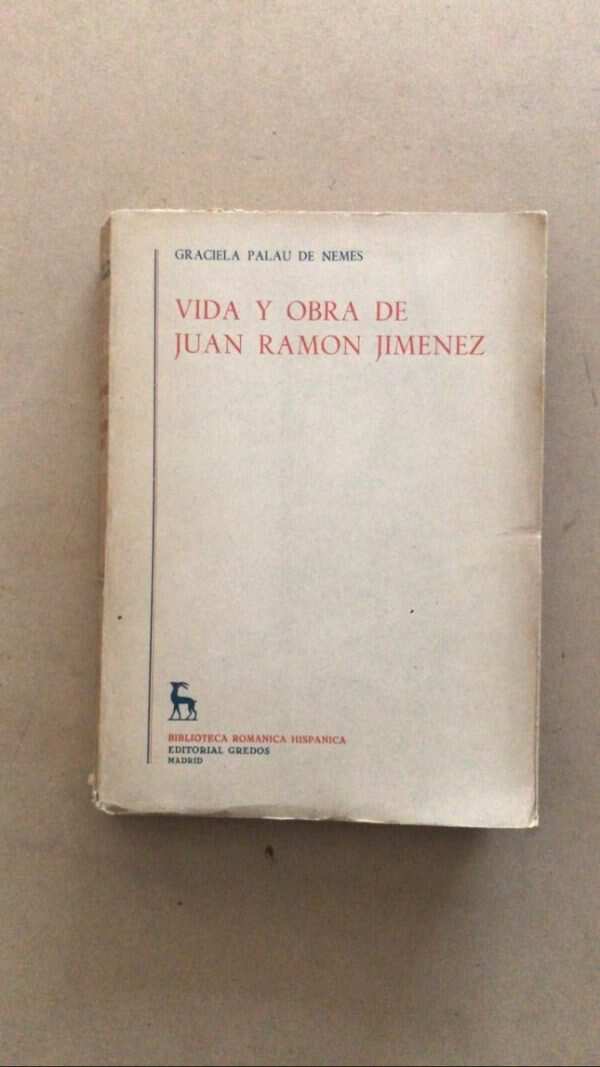 GRACIELA PALAU DE NEMES
VIDA Y OBRA DE
JUAN RAMON JIMENEZ
BIBLIOTECA ROMANICA HISPANICA
EDITORIAL GREDOS
MADRID